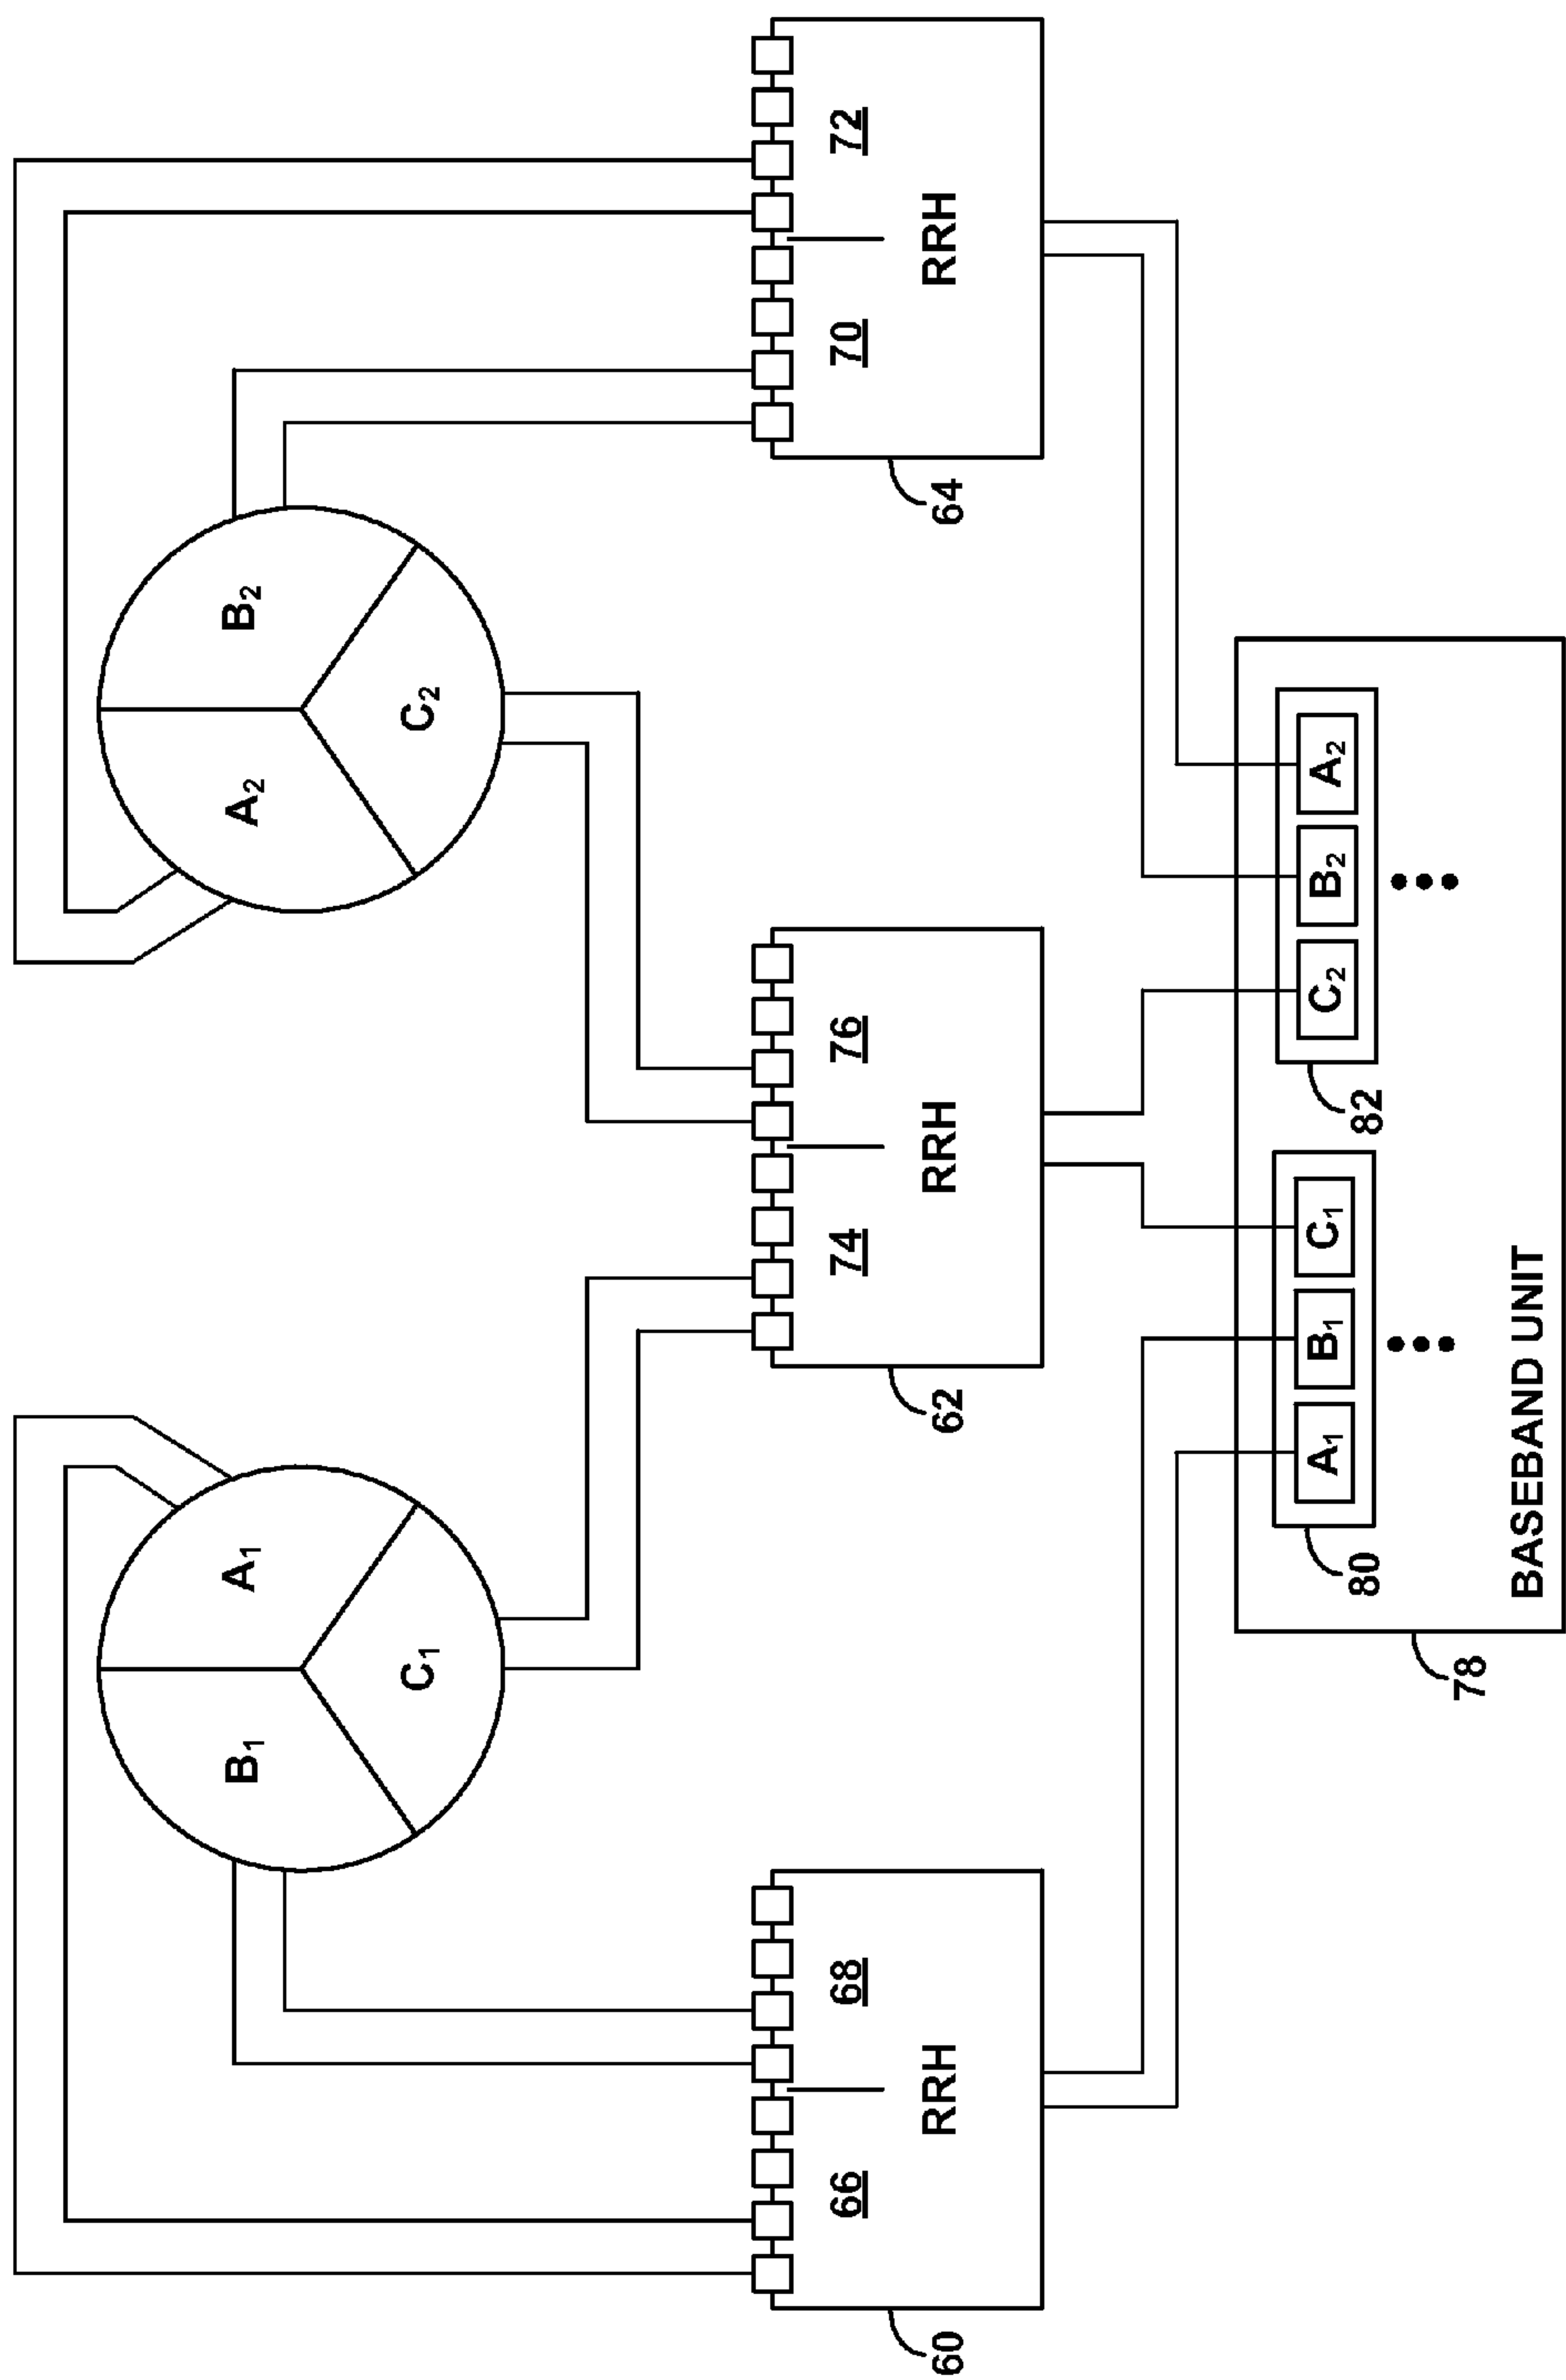 B₁
A₁
C₁
A₂
B₂
C₂
66
68
RRH
60
74
76
RRH
62
70
72
RRH
64
A₁
B₁
C₁
80
C₂
B₂
A₂
82
BASEBAND UNIT
78